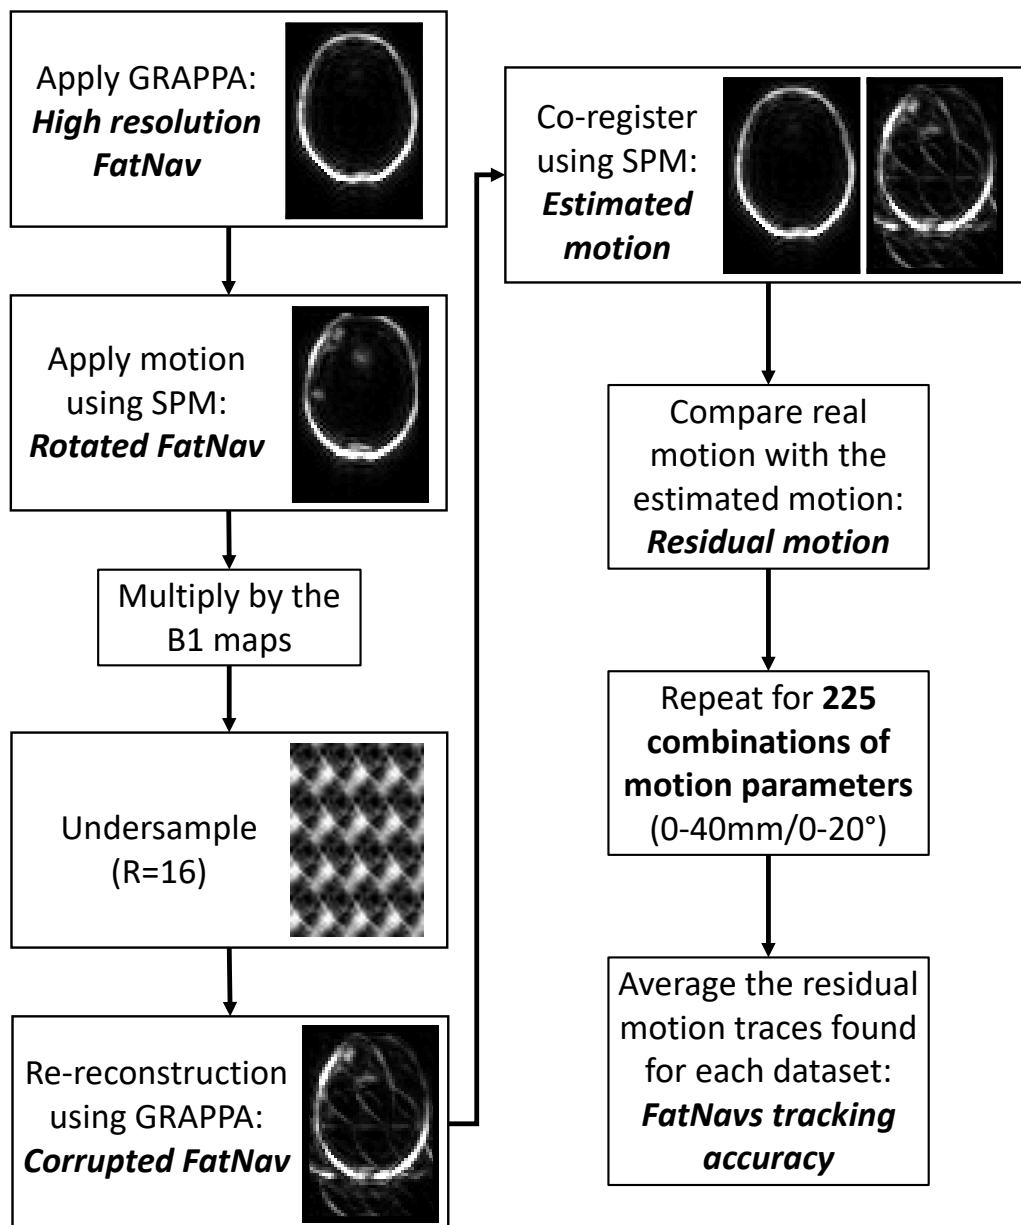 Apply GRAPPA:
High resolution
FatNav
Apply motion
using SPM:
Rotated FatNav
Multiply by the
B1 maps
Undersample
(R=16)
Re-reconstruction
using GRAPPA:
Corrupted FatNav
Co-register
using SPM:
Estimated
motion
Compare real
motion with the
estimated motion:
Residual motion
Repeat for 225
combinations of
motion parameters
(0-40mm/0-20°)
Average the residual
motion traces found
for each dataset:
FatNavs tracking
accuracy